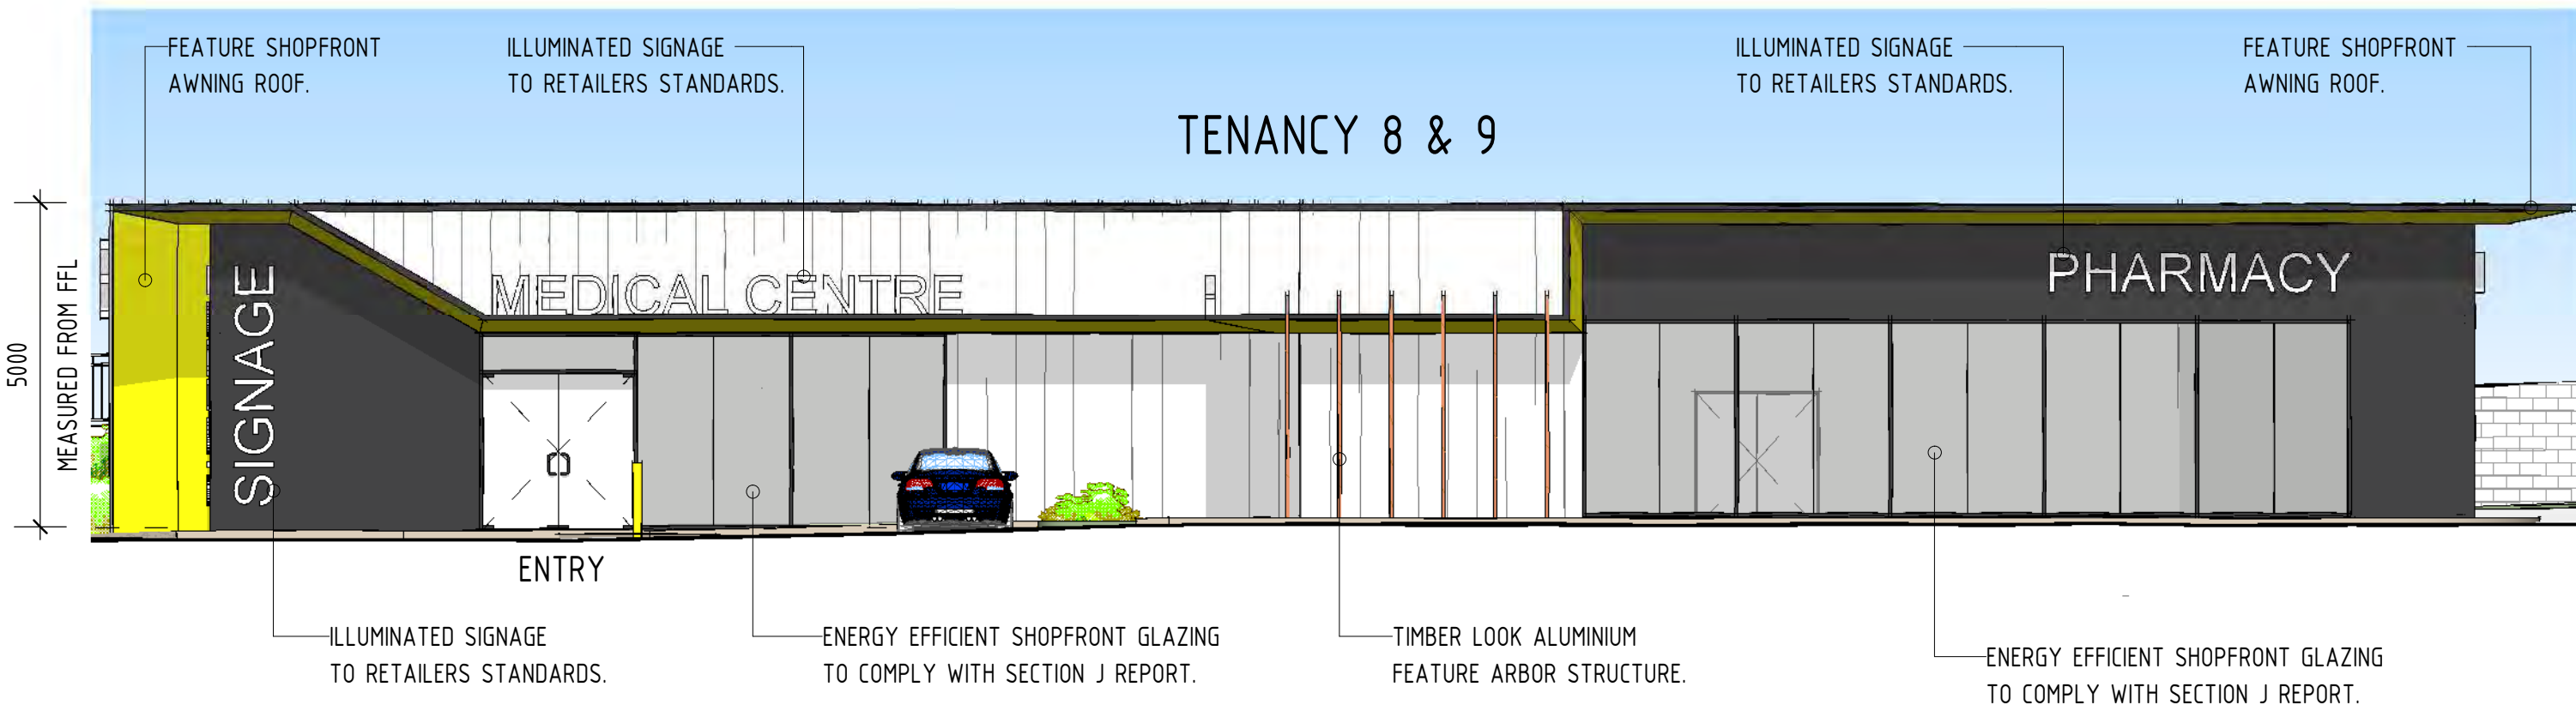 FEATURE SHOPFRONT
AWNING ROOF.
ILLUMINATED SIGNAGE
TO RETAILERS STANDARDS.
ILLUMINATED SIGNAGE
TO RETAILERS STANDARDS.
FEATURE SHOPFRONT
AWNING ROOF.
TENANCY 8 & 9
5000
MEASURED FROM FFL
SIGNAGE
MEDICAL CENTRE
PHARMACY
ENTRY
ILLUMINATED SIGNAGE
TO RETAILERS STANDARDS.
ENERGY EFFICIENT SHOPFRONT GLAZING
TO COMPLY WITH SECTION J REPORT.
TIMBER LOOK ALUMINIUM
FEATURE ARBOR STRUCTURE.
ENERGY EFFICIENT SHOPFRONT GLAZING
TO COMPLY WITH SECTION J REPORT.